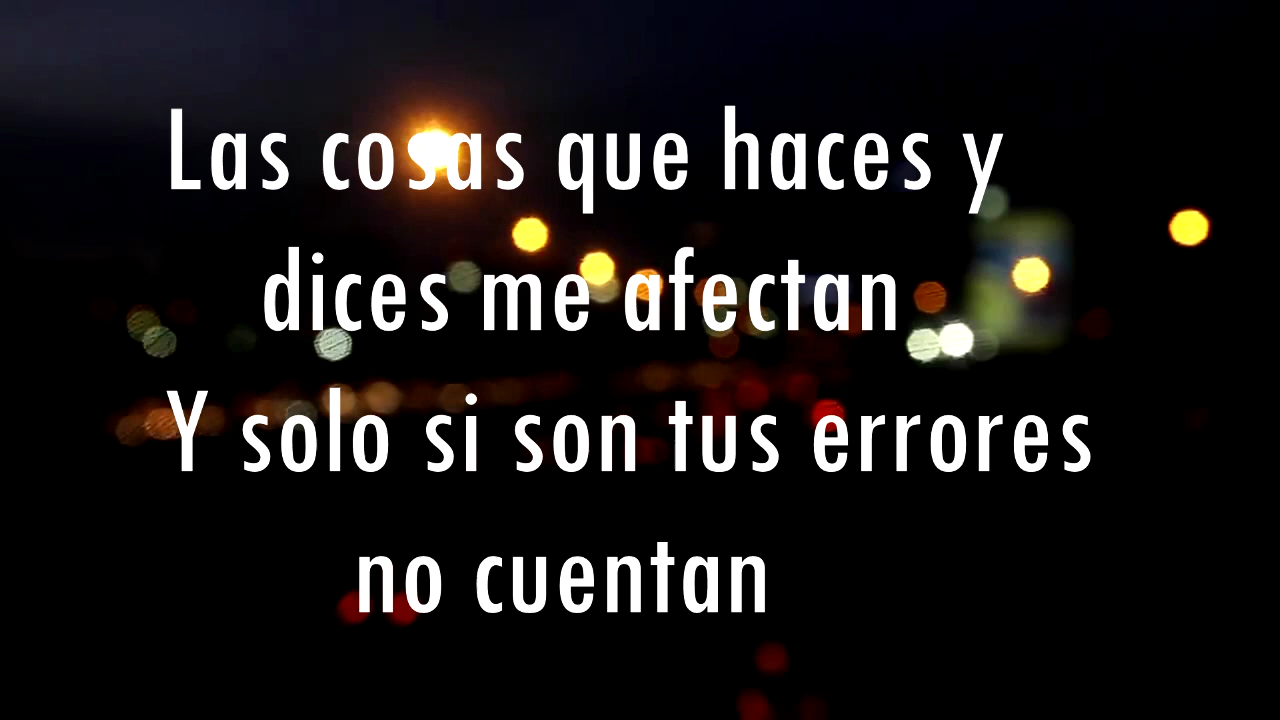 Las cosas que haces y
dices me afectan
Y solo si son tus errores
no cuentan